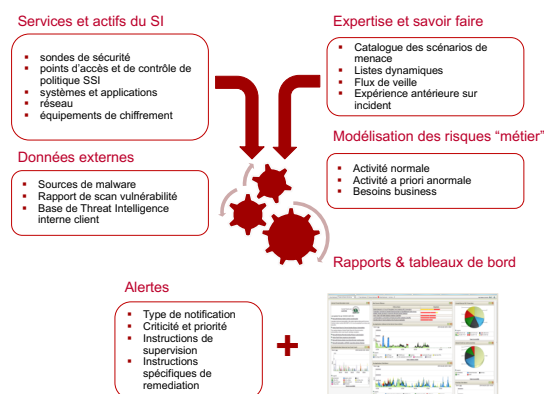 Services et actifs du SI
sondes de sécurité
points d'accès et de contrôle de
politique SSI
systèmes et applications
réseau
équipements de chiffrement
Expertise et savoir faire
Catalogue des scénarios de
menace
Listes dynamiques
Flux de veille
Expérience antérieure sur
incident
Données externes
Sources de malware
Rapport de scan vulnérabilité
Base de Threat Intelligence
interne client
Modélisation des risques “métier”
Activité normale
Activité a priori anormale
Besoins business
Alertes
Type de notification
Criticité et priorité
Instructions de
supervision
Instructions
spécifiques de
remediation
+
Rapports & tableaux de bord